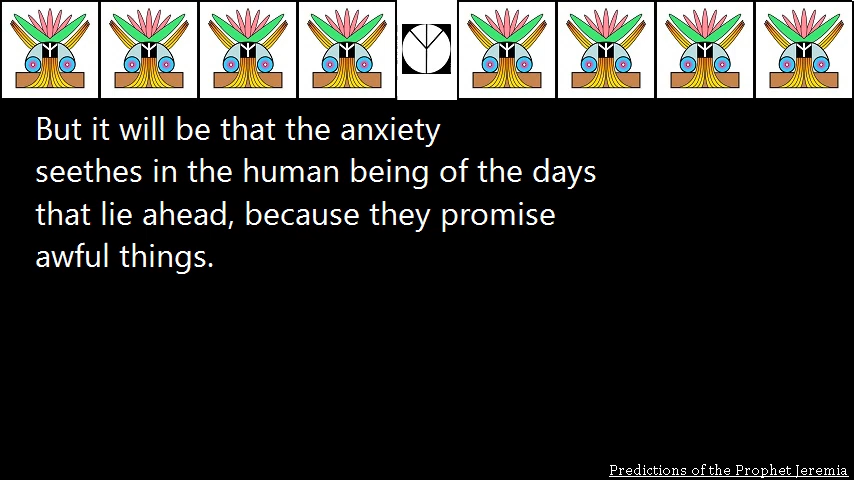 But it will be that the anxiety
seethes in the human being of the days
that lie ahead, because they promise
awful things.
Predictions of the Prophet Jeremia